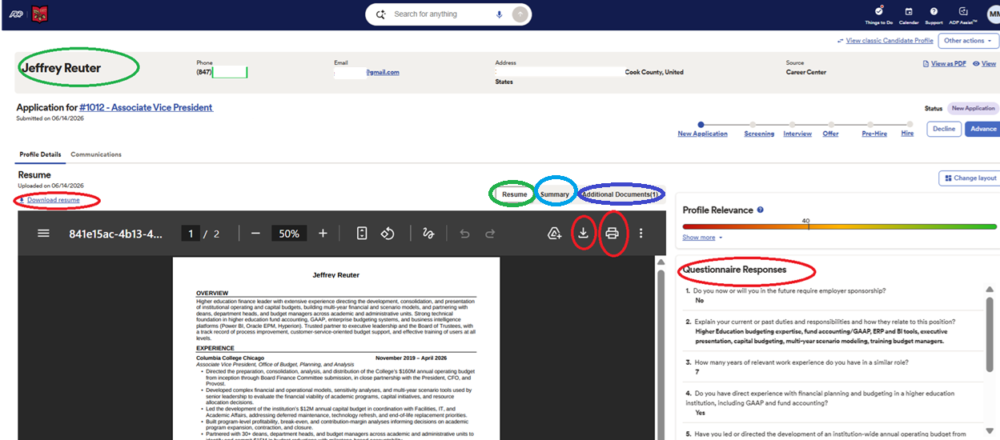 ADP
Search for anything
Things to Do
Calendar
Support
ADP Assist™
MM
View classic Candidate Profile
Other actions
Jeffrey Reuter
Phone
(847)
Email
@gmail.com
Address
Cook County, United
States
Source
Career Center
View as PDF
View
Application for #1012 - Associate Vice President
Submitted on 06/14/2026
Status
New Application
New Application
Screening
Interview
Offer
Pre-Hire
Hire
Decline
Advance
Profile Details
Communications
Resume
Uploaded on 06/14/2026
Download resume
Resume
Summary
Additional Documents(1)
Change layout
841e15ac-4b13-4...
1 / 2
50%
Jeffrey Reuter
OVERVIEW
Higher education finance leader with extensive experience directing the development, consolidation, and presentation
of institutional operating and capital budgets, building multi-year financial and scenario models, and partnering with
deans, department heads, and budget managers across academic and administrative units. Strong technical
foundation in higher education fund accounting, GAAP, enterprise budgeting systems, and business intelligence
platforms (Power BI, Oracle EPM, Hyperion). Trusted partner to executive leadership and the Board of Trustees, with
a track record of process improvement, customer-service-oriented budget support, and effective training of users at all
levels.
EXPERIENCE
Columbia College Chicago November 2019 – April 2026
Associate Vice President, Office of Budget, Planning, and Analysis
• Directed the preparation, consolidation, analysis, and distribution of the College's $160M annual operating budget
from inception through Board Finance Committee submission, in close partnership with the President, CFO, and
Provost.
• Developed complex financial and operational models, sensitivity analyses, and multi-year scenario tools used by
senior leadership to evaluate the financial viability of academic programs, capital initiatives, and resource
allocation decisions.
• Led the development of the institution's $12M annual capital budget in coordination with Facilities, IT, and
Academic Affairs, addressing deferred maintenance, technology refresh, and end-of-life replacement priorities.
• Built program-level profitability, break-even, and contribution-margin analyses informing decisions on academic
program expansion, contraction, and closure.
• Partnered with 30+ deans, department heads, and budget managers across academic and administrative units to
Profile Relevance
40
Show more
Questionnaire Responses
1. Do you now or will you in the future require employer sponsorship?
No
2. Explain your current or past duties and responsibilities and how they relate to this position?
Higher Education budgeting expertise, fund accounting/GAAP, ERP and BI tools, executive
presentation, capital budgeting, multi-year scenario modeling, training budget managers.
3. How many years of relevant work experience do you have in a similar role?
7
4. Do you have direct experience with financial planning and budgeting in a higher education
institution, including GAAP and fund accounting?
Yes
5. Have you led or directed the development of an institution-wide annual operating budget from